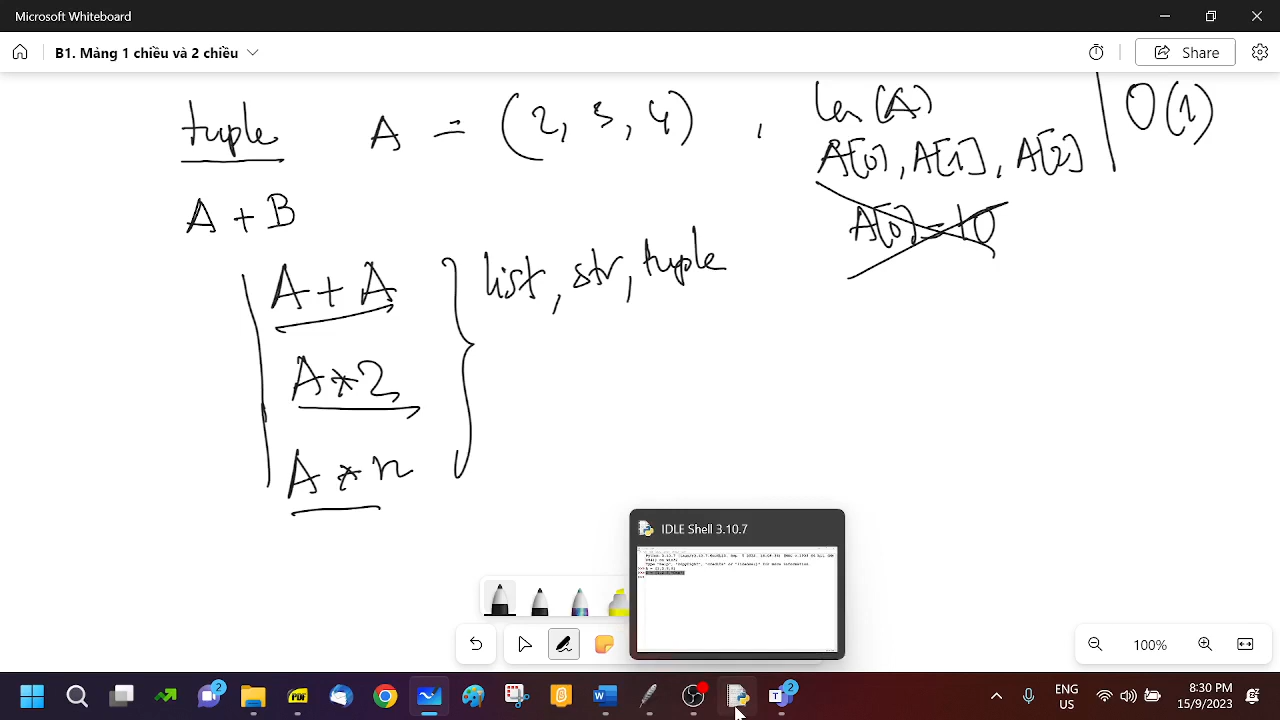 Microsoft Whiteboard
B1. Mảng 1 chiều và 2 chiều
Share
tuple A = (2, 3, 4) , len(A) O(1)
A[0], A[1], A[2]
A + B
A[0] = 10
A + A list, str, tuple
A * 2
A * n
IDLE Shell 3.10.7
100%
2
2
ENG
US
8:30 PM
15/9/2023